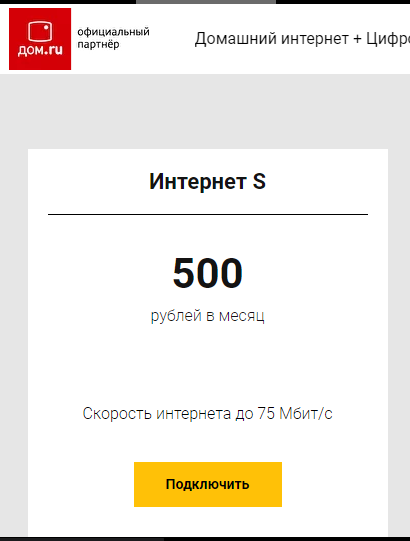 дом.ru
официальный
партнёр
Домашний интернет + Цифро
Интернет S
500
рублей в месяц
Скорость интернета до 75 Мбит/с
Подключить